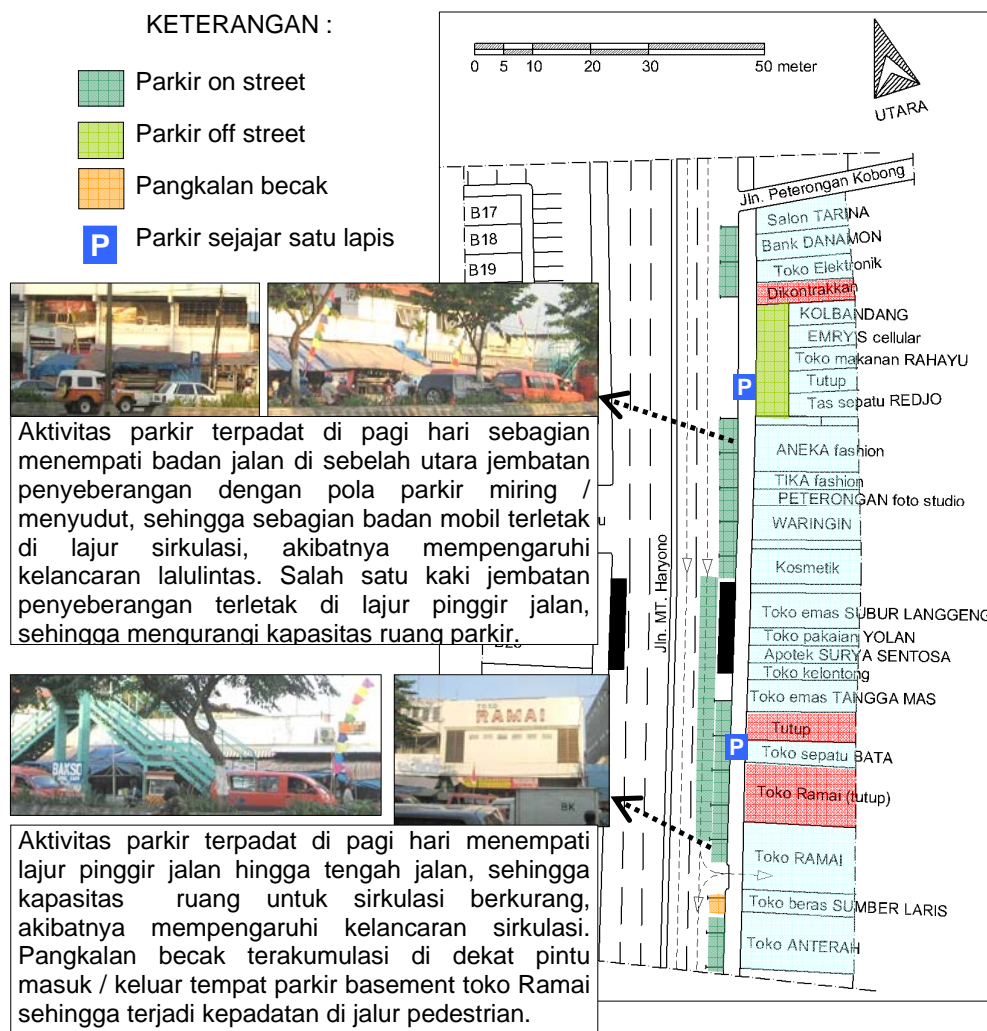 KETERANGAN :
Parkir on street
Parkir off street
Pangkalan becak
P Parkir sejajar satu lapis
0 5 10 20 30 50 meter
UTARA
Jln. Peterongan Kobong
B17
B18
B19
Salon TARINA
Bank DANAMON
Toko Elektronik
Dikontrakkan
KOLBANDANG
EMRYS cellular
Toko makanan RAHAYU
Tutup
Tas sepatu REDJO
P
ANEKA fashion
TIKA fashion
PETERONGAN foto studio
WARINGIN
Kosmetik
Toko emas SUBUR LANGGENG
Toko pakaian YOLAN
Apotek SURYA SENTOSA
Toko kelontong
Toko emas TANGGA MAS
Tutup
P
Toko sepatu BATA
Toko Ramai (tutup)
Toko RAMAI
Toko beras SUMBER LARIS
Toko ANTERAH
Jln. MT. Haryono
Aktivitas parkir terpadat di pagi hari sebagian
menempati badan jalan di sebelah utara jembatan
penyeberangan dengan pola parkir miring /
menyudut, sehingga sebagian badan mobil terletak
di lajur sirkulasi, akibatnya mempengaruhi
kelancaran lalulintas. Salah satu kaki jembatan
penyeberangan terletak di lajur pinggir jalan,
sehingga mengurangi kapasitas ruang parkir.
BAKSO
TOKO
RAMAI
BK
Aktivitas parkir terpadat di pagi hari menempati
lajur pinggir jalan hingga tengah jalan, sehingga
kapasitas ruang untuk sirkulasi berkurang,
akibatnya mempengaruhi kelancaran sirkulasi.
Pangkalan becak terakumulasi di dekat pintu
masuk / keluar tempat parkir basement toko Ramai
sehingga terjadi kepadatan di jalur pedestrian.